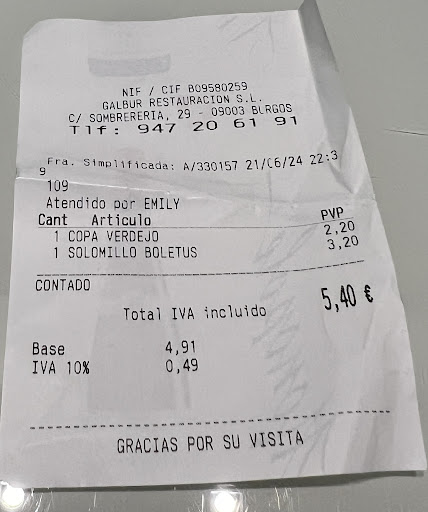 NIF / CIF B09580259
GALBUR RESTAURACION S.L.
C/ SOMBRERERIA, 29 - 09003 BURGOS
Tlf: 947 20 61 91
Fra. Simplificada: A/330157 21/06/24 22:3
9
109
Atendido por EMILY
Cant Articulo PVP
1 COPA VERDEJO 2,20
1 SOLOMILLO BOLETUS 3,20
CONTADO
Total IVA incluido 5,40 €
Base 4,91
IVA 10% 0,49
GRACIAS POR SU VISITA